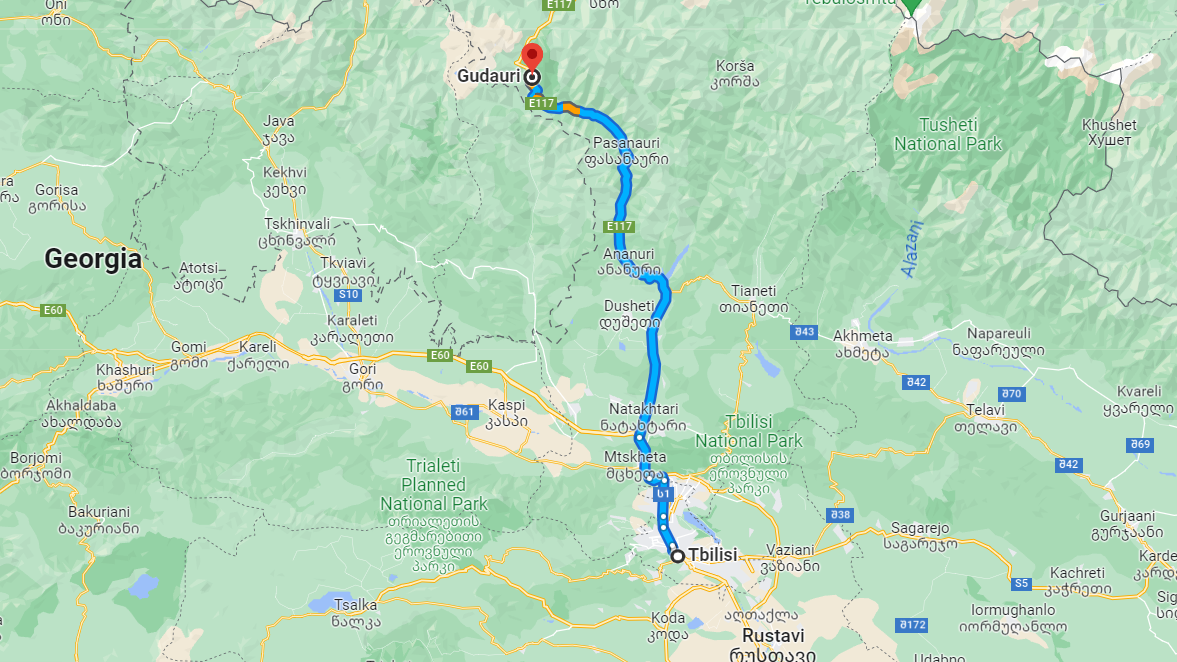 Oni
ონი
E117
სნო
Gudauri
E117
Korsa
კორშა
Java
ჯავა
Pasanauri
ფასანაური
Tusheti
National Park
Khushet
Хушет
Kekhvi
კეხვი
Gorisa
გორისა
Tskhinvali
ცხინვალი
E117
Alazani
Georgia
Atotsi
ატოცი
Tkviavi
ტყვიავი
S10
Ananuri
ანანური
Tianeti
თიანეთი
Dusheti
დუშეთი
E60
Karaleti
კარალეთი
შ43
Akhmeta
ახმეტა
Napareuli
ნაფარეული
Gomi
გომი
Kareli
ქარელი
E60
E60
Khashuri
ხაშური
Gori
გორი
შ42
შ70
Kvareli
ყვარელი
Akhaldaba
ახალდაბა
შ61
Kaspi
კასპი
Natakhtari
ნატახტარი
Tbilisi
National Park
თბილისის
ეროვნული
პარკი
Telavi
თელავი
შ69
Borjomi
ბორჯომი
Mtskheta
მცხეთა
შ42
Trialeti
Planned
National Park
თრიალეთის
გეგმარებითი
ეროვნული
პარკი
ს1
Bakuriani
ბაკურიანი
შ38
Sagarejo
საგარეჯო
Gurjaani
გურჯაანი
Tbilisi
Vaziani
ვაზიანი
S5
Kachreti
კაჭრეთი
Tsalka
წალკა
Koda
კოდა
აღთაქლა
შ172
Iormughanlo
იორმუღანლო
Rustavi
რუსთავი
Udabno